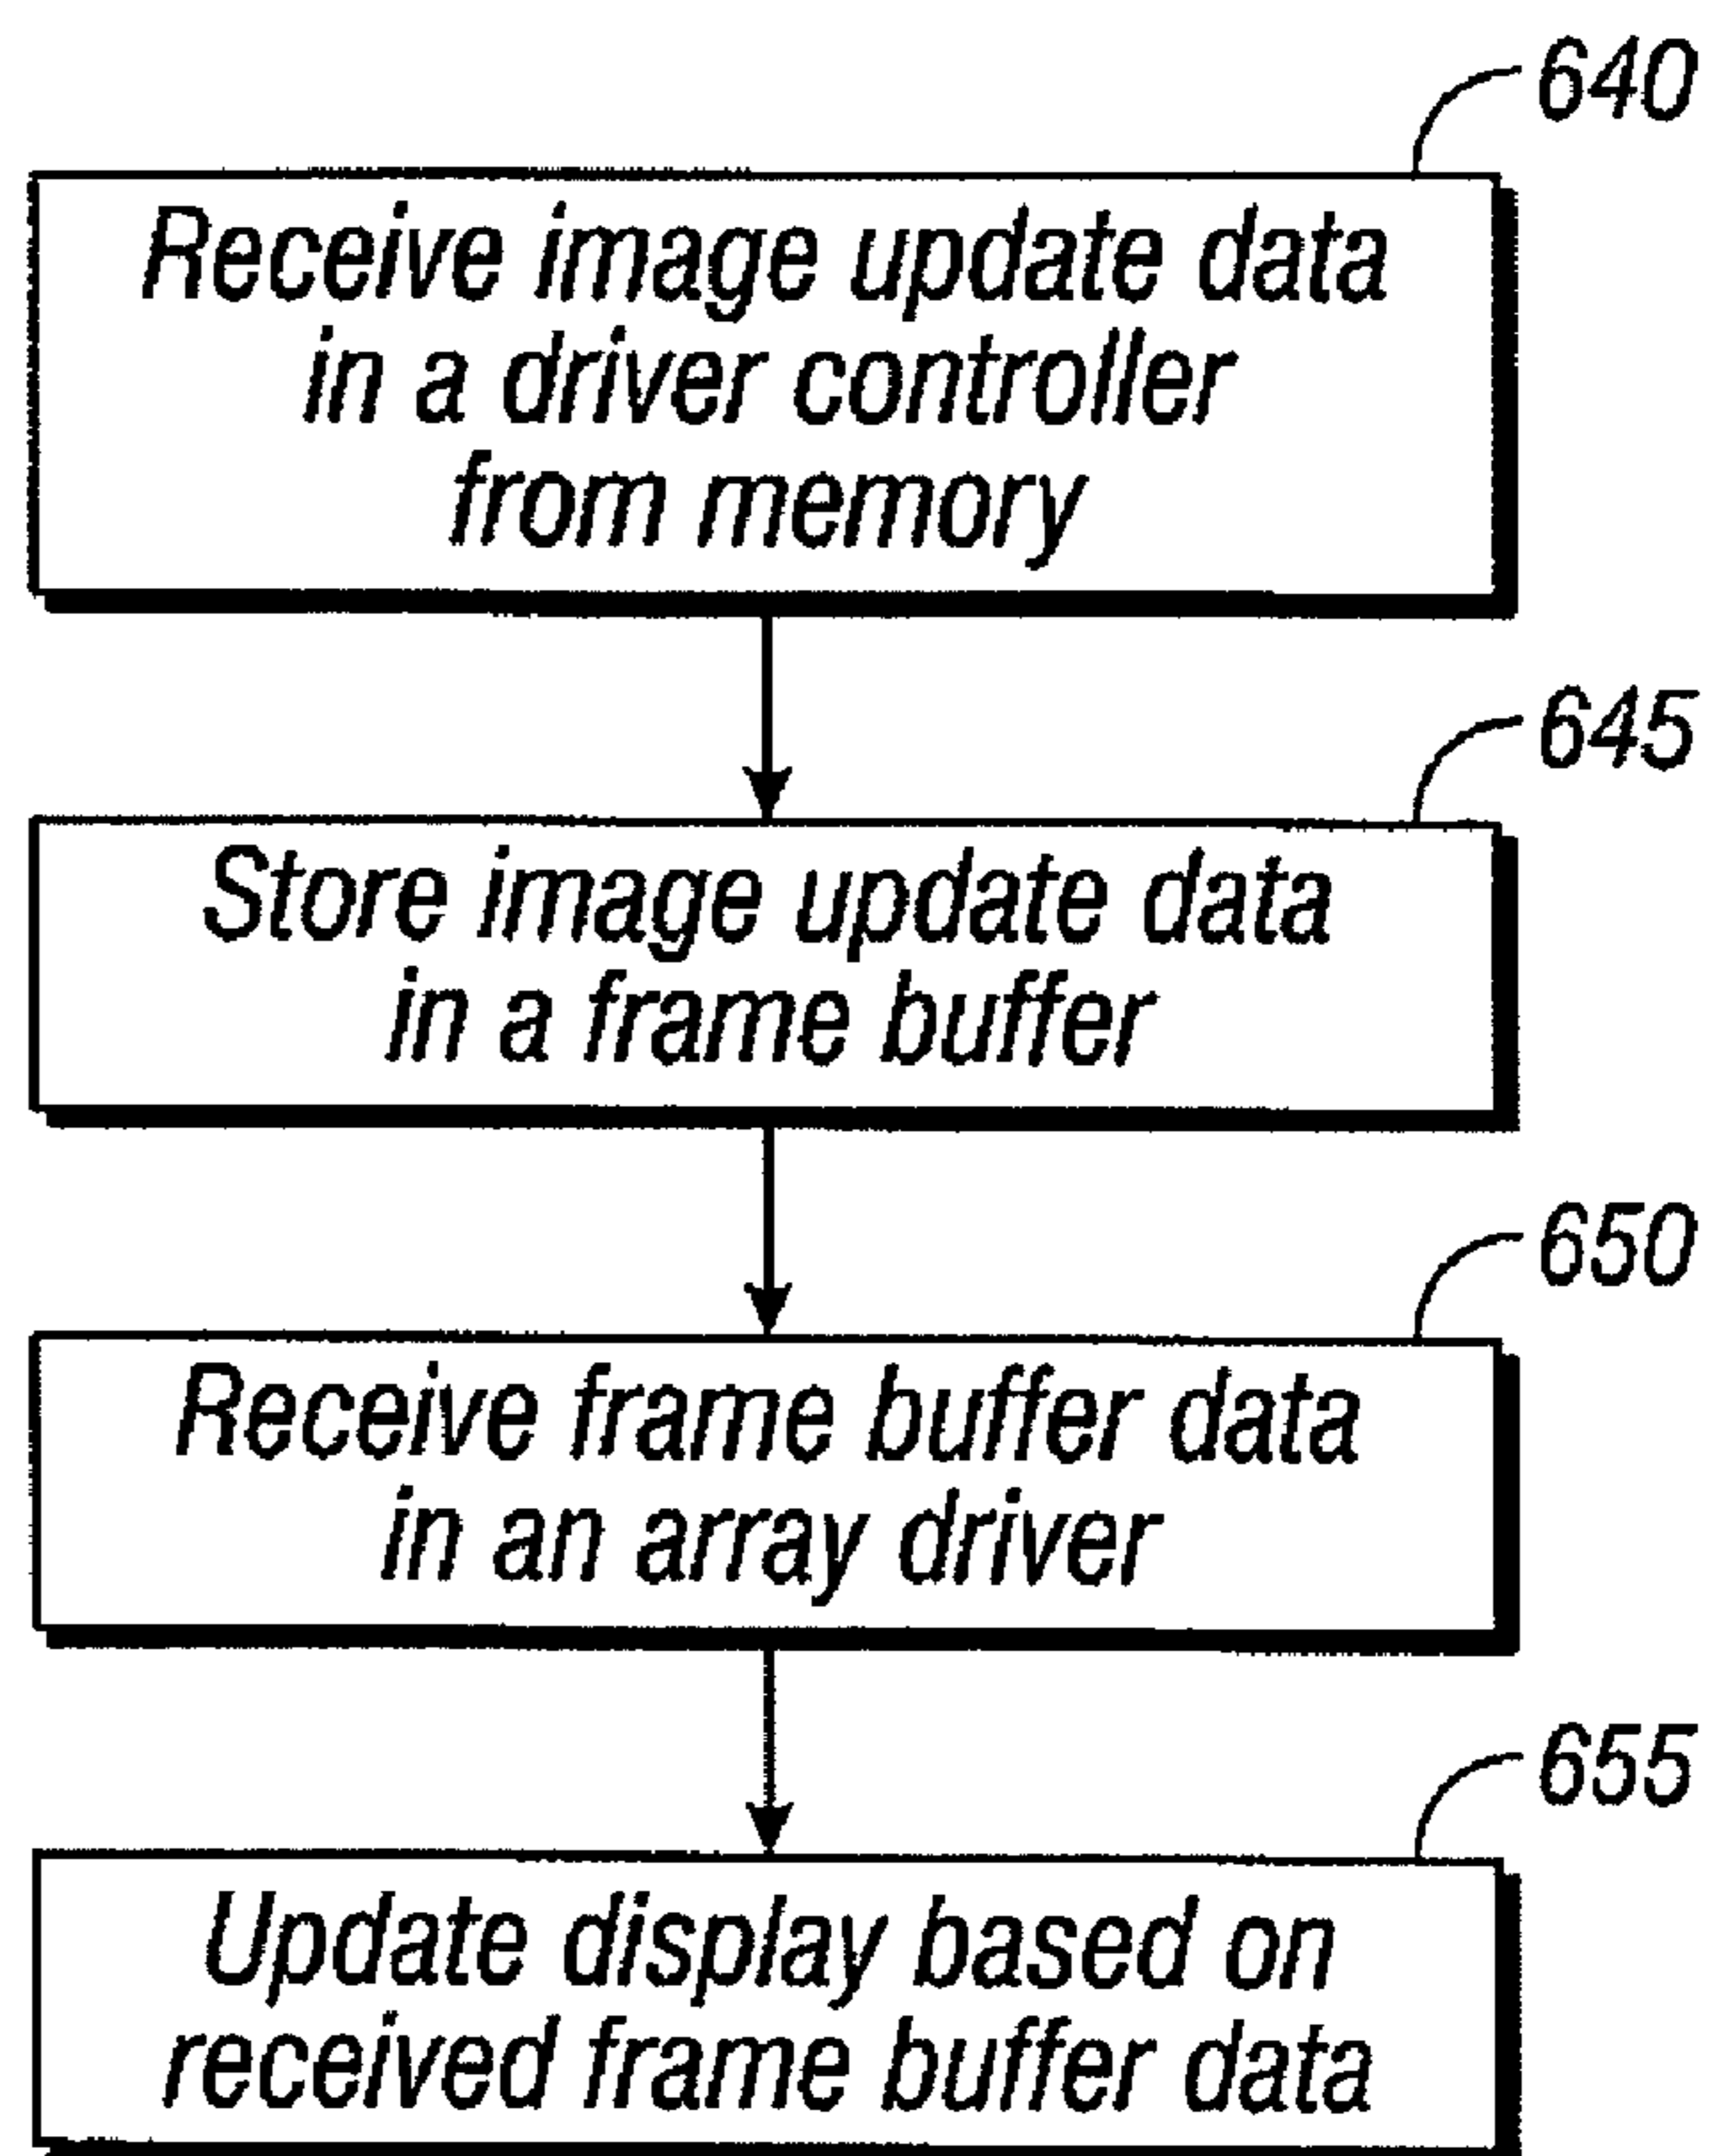 640
Receive image update data
in a driver controller
from memory
645
Store image update data
in a frame buffer
650
Receive frame buffer data
in an array driver
655
Update display based on
received frame buffer data